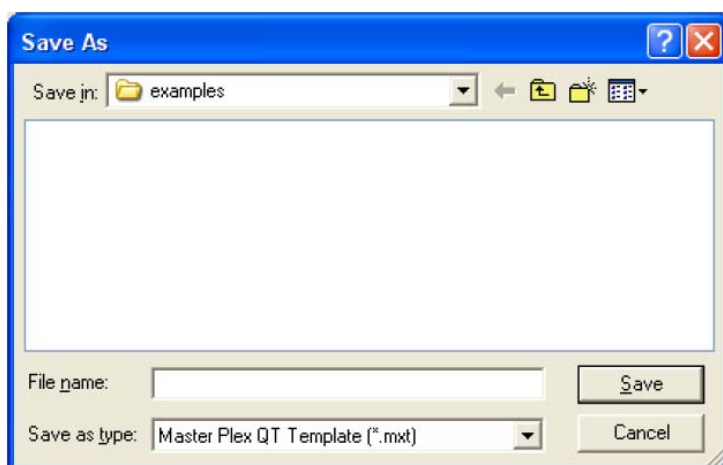 Save As
Save in: examples
File name: Save
Save as type: Master Plex QT Template (*.mxt) Cancel